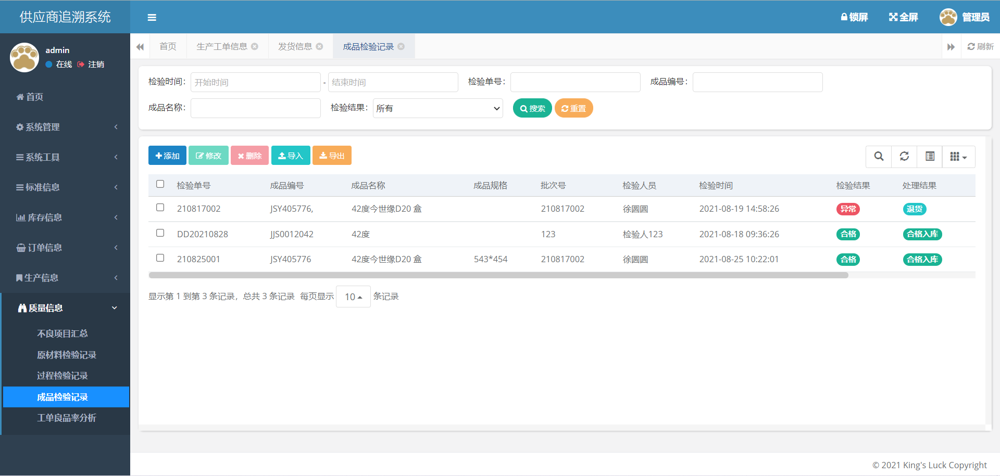 供应商追溯系统
锁屏 全屏 管理员
admin
在线 注销
首页
系统管理
系统工具
标准信息
库存信息
订单信息
生产信息
质量信息
不良项目汇总
原材料检验记录
过程检验记录
成品检验记录
工单良品率分析
首页 生产工单信息 发货信息 成品检验记录 刷新
检验时间： 开始时间 - 结束时间 检验单号： 成品编号：
成品名称： 检验结果： 所有 搜索 重置
添加 修改 删除 导入 导出
检验单号 成品编号 成品名称 成品规格 批次号 检验人员 检验时间 检验结果 处理结果
210817002 JSY405776, 42度今世缘D20 盒 210817002 徐圆圆 2021-08-19 14:58:26 异常 退货
DD20210828 JJS0012042 42度 123 检验人123 2021-08-18 09:36:26 合格 合格入库
210825001 JSY405776 42度今世缘D20 盒 543*454 210817002 徐圆圆 2021-08-25 10:22:01 合格 合格入库
显示第 1 到第 3 条记录，总共 3 条记录 每页显示 10 条记录
© 2021 King's Luck Copyright